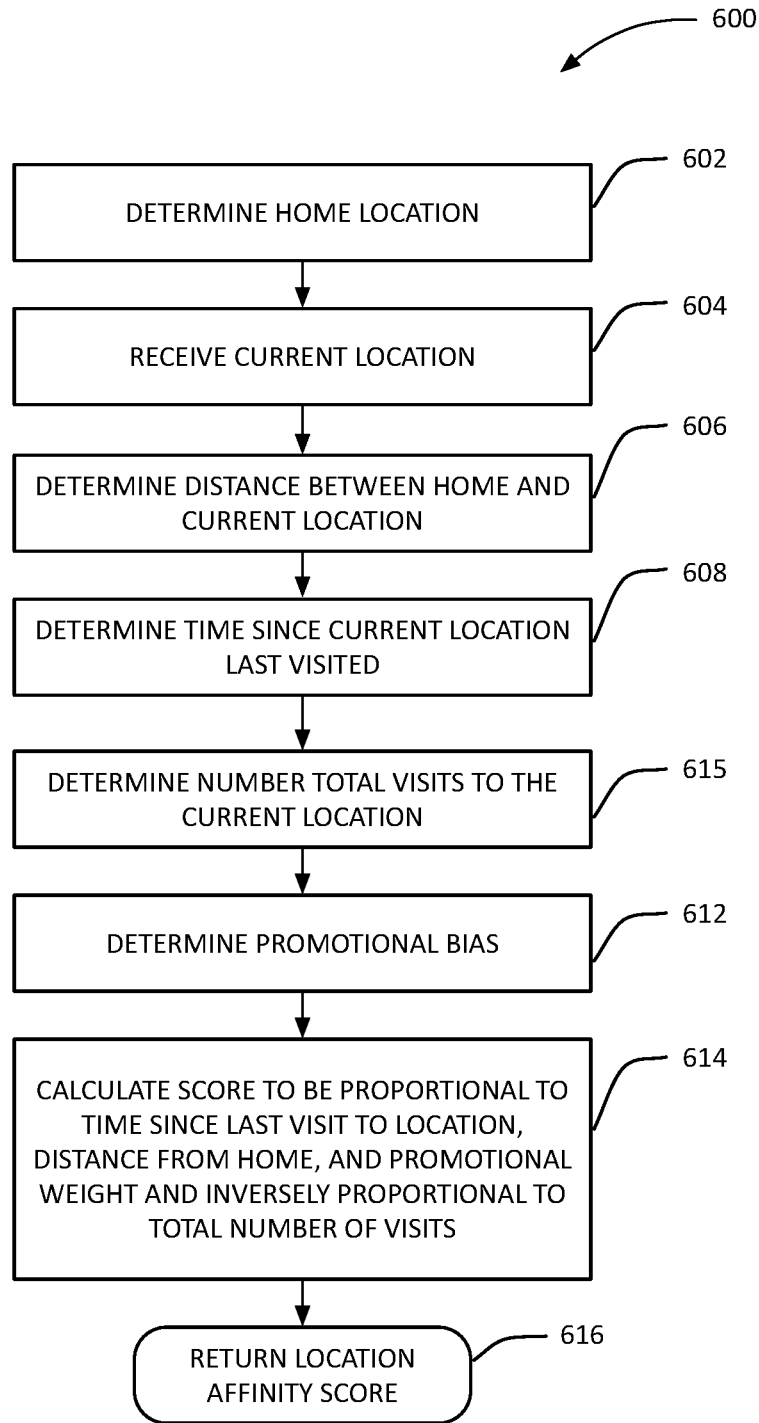 600
602
DETERMINE HOME LOCATION
604
RECEIVE CURRENT LOCATION
606
DETERMINE DISTANCE BETWEEN HOME AND
CURRENT LOCATION
608
DETERMINE TIME SINCE CURRENT LOCATION
LAST VISITED
615
DETERMINE NUMBER TOTAL VISITS TO THE
CURRENT LOCATION
612
DETERMINE PROMOTIONAL BIAS
614
CALCULATE SCORE TO BE PROPORTIONAL TO
TIME SINCE LAST VISIT TO LOCATION,
DISTANCE FROM HOME, AND PROMOTIONAL
WEIGHT AND INVERSELY PROPORTIONAL TO
TOTAL NUMBER OF VISITS
616
RETURN LOCATION
AFFINITY SCORE